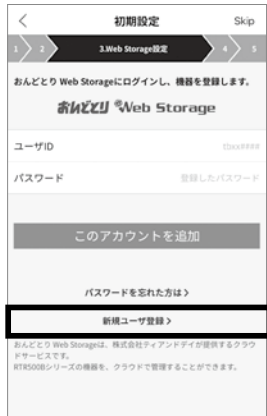 初期設定
Skip
1
2
3.Web Storage設定
4
5
おんどとり Web Storageにログインし、機器を登録します。
おんどとり Web Storage
ユーザID
tbxx####
パスワード
登録したパスワード
このアカウントを追加
パスワードを忘れた方は >
新規ユーザ登録 >
おんどとり Web Storageは、株式会社ティアンドデイが提供するクラウ
ドサービスです。
RTR500Bシリーズの機器を、クラウドで管理することができます。